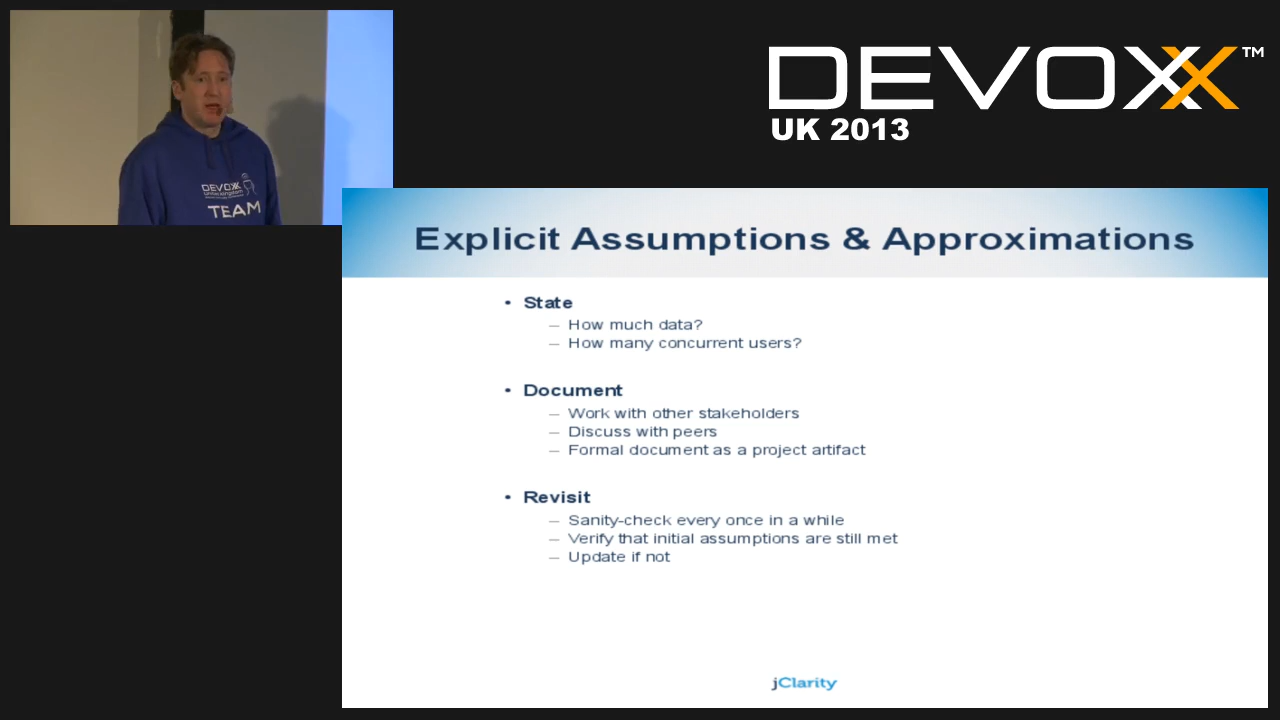 DEVOXX™
UK 2013
DEVOXX
TEAM
Explicit Assumptions & Approximations
• State
– How much data?
– How many concurrent users?
• Document
– Work with other stakeholders
– Discuss with peers
– Formal document as a project artifact
• Revisit
– Sanity-check every once in a while
– Verify that initial assumptions are still met
– Update if not
jClarity